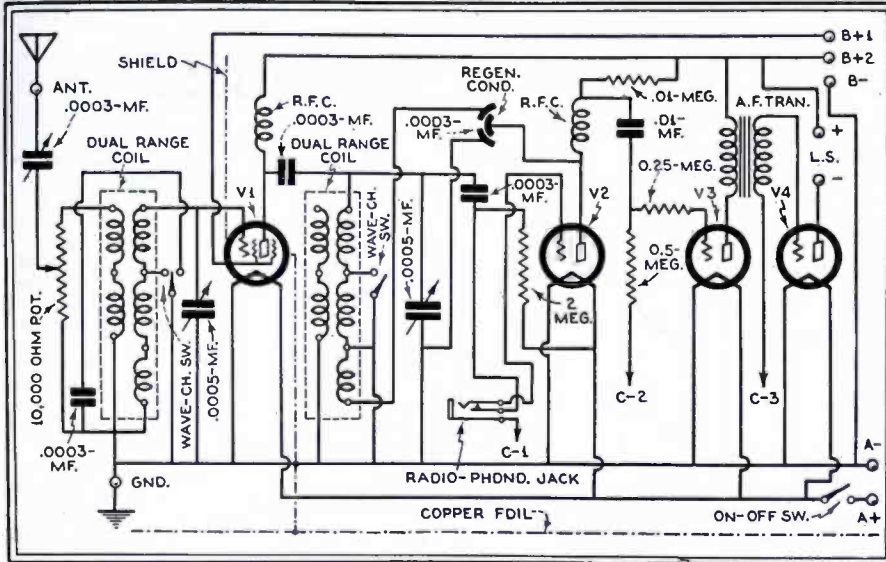 B+1
B+2
B-
ANT.
.0003-MF.
SHIELD
R.F.C.
.0003-MF.
DUAL RANGE
COIL
DUAL RANGE
COIL
V1
REGEN.
COND.
.0003-
MF.
R.F.C.
.01-MEG.
.01-
MF.
A.F. TRAN.
+
L.S.
-
0.25-MEG.
V2
V3
V4
.0003-
MF.
WAVE-CH.
SW.
.0005-MF.
0.5-
MEG.
2
MEG.
10,000 OHM POT.
.0003-
MF.
WAVE-CH. SW.
.0005-MF.
C-1
C-2
C-3
RADIO-PHONO. JACK
A-
GND.
COPPER FOIL
ON-OFF SW.
A+